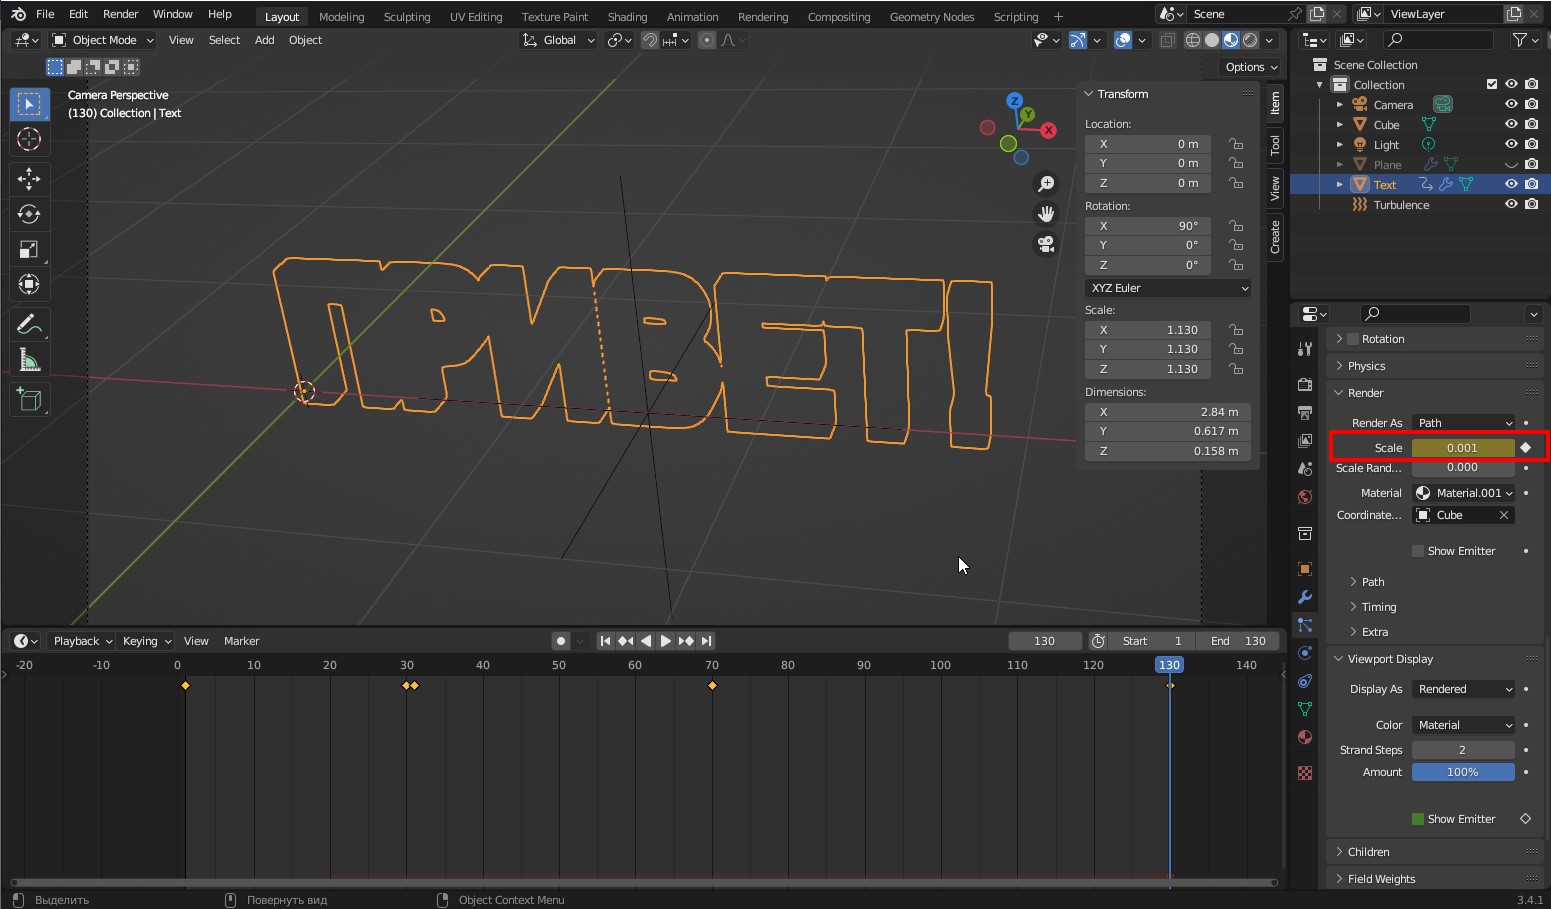 File Edit Render Window Help Layout Modeling Sculpting UV Editing Texture Paint Shading Animation Rendering Compositing Geometry Nodes Scripting + Scene ViewLayer
Object Mode View Select Add Object Global
Options
Camera Perspective
(130) Collection | Text
Z
Y
X
Transform
Location:
X 0 m
Y 0 m
Z 0 m
Rotation:
X 90°
Y 0°
Z 0°
XYZ Euler
Scale:
X 1.130
Y 1.130
Z 1.130
Dimensions:
X 2.84 m
Y 0.617 m
Z 0.158 m
Item
Tool
View
Create
ПРИВЕТ!
Scene Collection
Collection
Camera
Cube
Light
Plane
Text
Turbulence
Rotation
Physics
Render
Render As Path
Scale 0.001
Scale Rand... 0.000
Material Material.001
Coordinate... Cube
Show Emitter
Path
Timing
Extra
Viewport Display
Display As Rendered
Color Material
Strand Steps 2
Amount 100%
Show Emitter
Children
Field Weights
Playback Keying View Marker 130 Start 1 End 130
-20 -10 0 10 20 30 40 50 60 70 80 90 100 110 120 130 140
Выделить Повернуть вид Object Context Menu 3.4.1